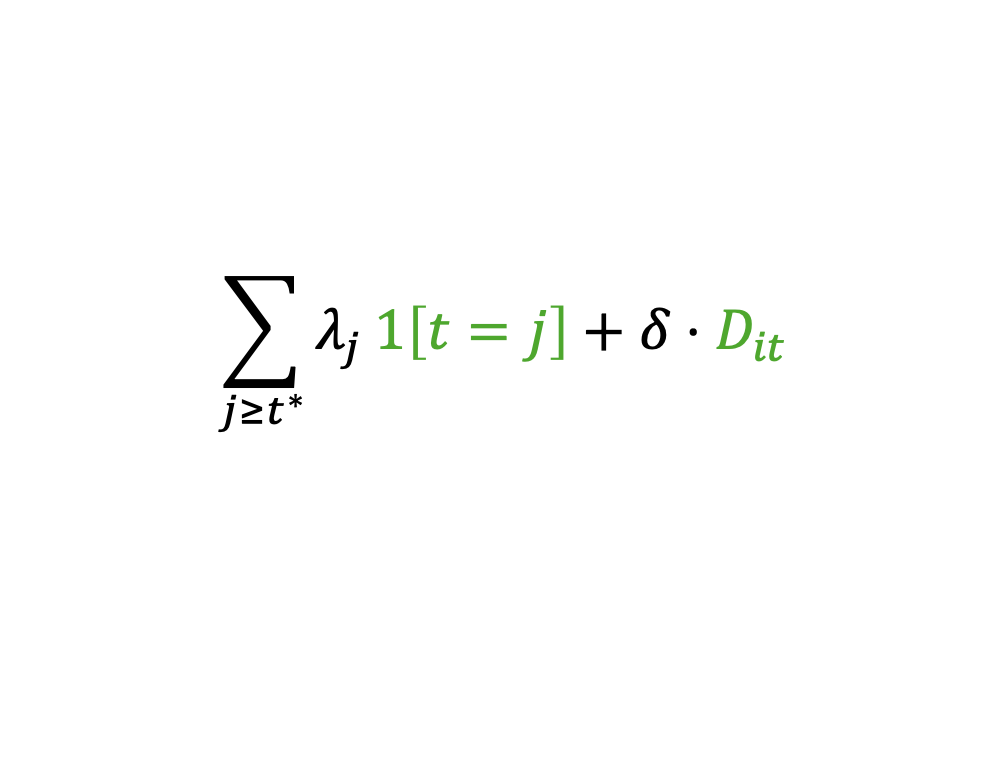 ∑_{j≥t*} λ_j 1[t = j] + δ · D_{it}